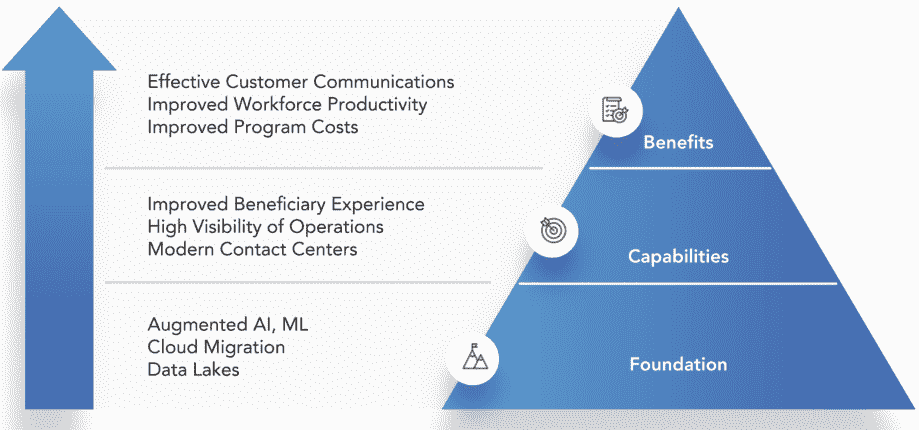 Effective Customer Communications
Improved Workforce Productivity
Improved Program Costs
Benefits
Improved Beneficiary Experience
High Visibility of Operations
Modern Contact Centers
Capabilities
Augmented AI, ML
Cloud Migration
Data Lakes
Foundation